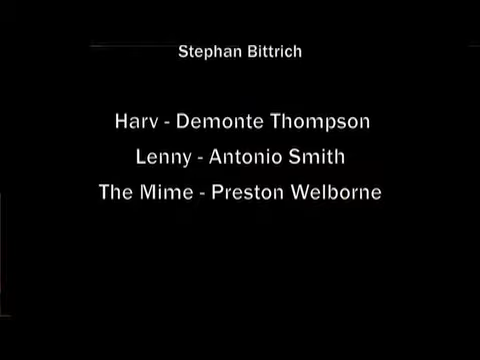 Stephan Bittrich
Harv - Demonte Thompson
Lenny - Antonio Smith
The Mime - Preston Welborne